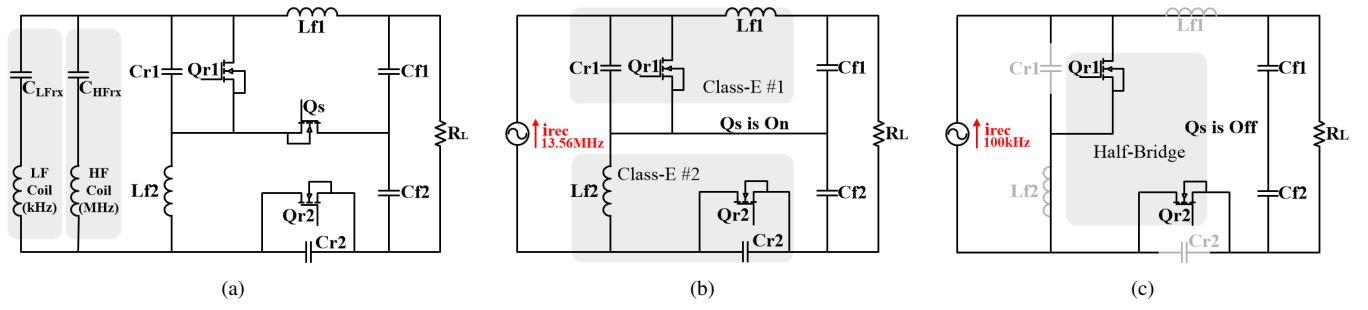 Lf1
Cr1
Qr1
Cf1
CLFrx
CHFrx
Qs
RL
LF
Coil
(kHz)
HF
Coil
(MHz)
Lf2
Qr2
Cf2
Cr2
(a)
Lf1
Cr1
Qr1
Cf1
Class-E #1
irec
13.56MHz
Qs is On
RL
Class-E #2
Lf2
Qr2
Cf2
Cr2
(b)
Lf1
Cr1
Qr1
Cf1
irec
100kHz
Qs is Off
RL
Half-Bridge
Lf2
Qr2
Cf2
Cr2
(c)